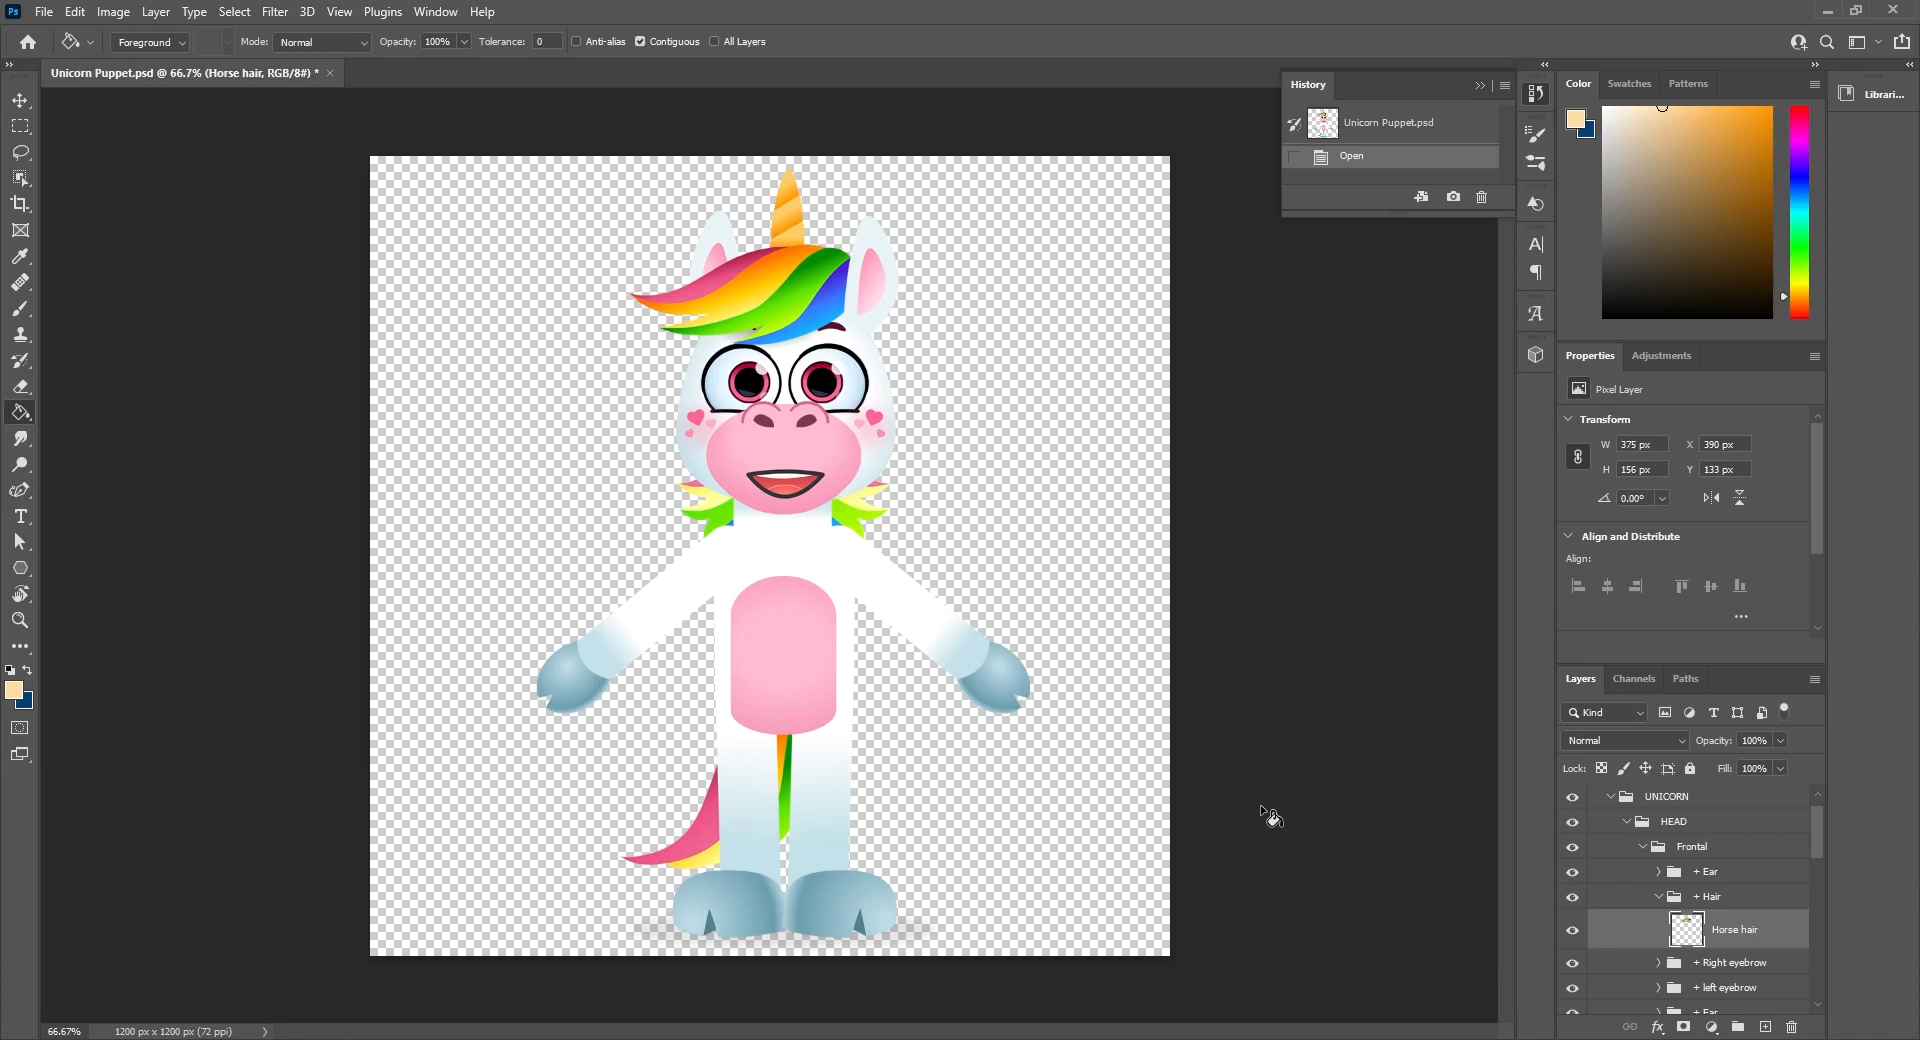 Ps File Edit Image Layer Type Select Filter 3D View Plugins Window Help
Foreground Mode: Normal Opacity: 100% Tolerance: 0 Anti-alias Contiguous All Layers
Unicorn Puppet.psd @ 66.7% (Horse hair, RGB/8#) *
History
Unicorn Puppet.psd
Open
Color Swatches Patterns
Librari...
Properties Adjustments
Pixel Layer
Transform
W 375 px X 390 px
H 156 px Y 133 px
0.00°
Align and Distribute
Align:
Layers Channels Paths
Kind
Normal Opacity: 100%
Lock: Fill: 100%
UNICORN
HEAD
Frontal
+ Ear
+ Hair
Horse hair
+ Right eyebrow
+ left eyebrow
+ Ear
fx
66.67% 1200 px x 1200 px (72 ppi)